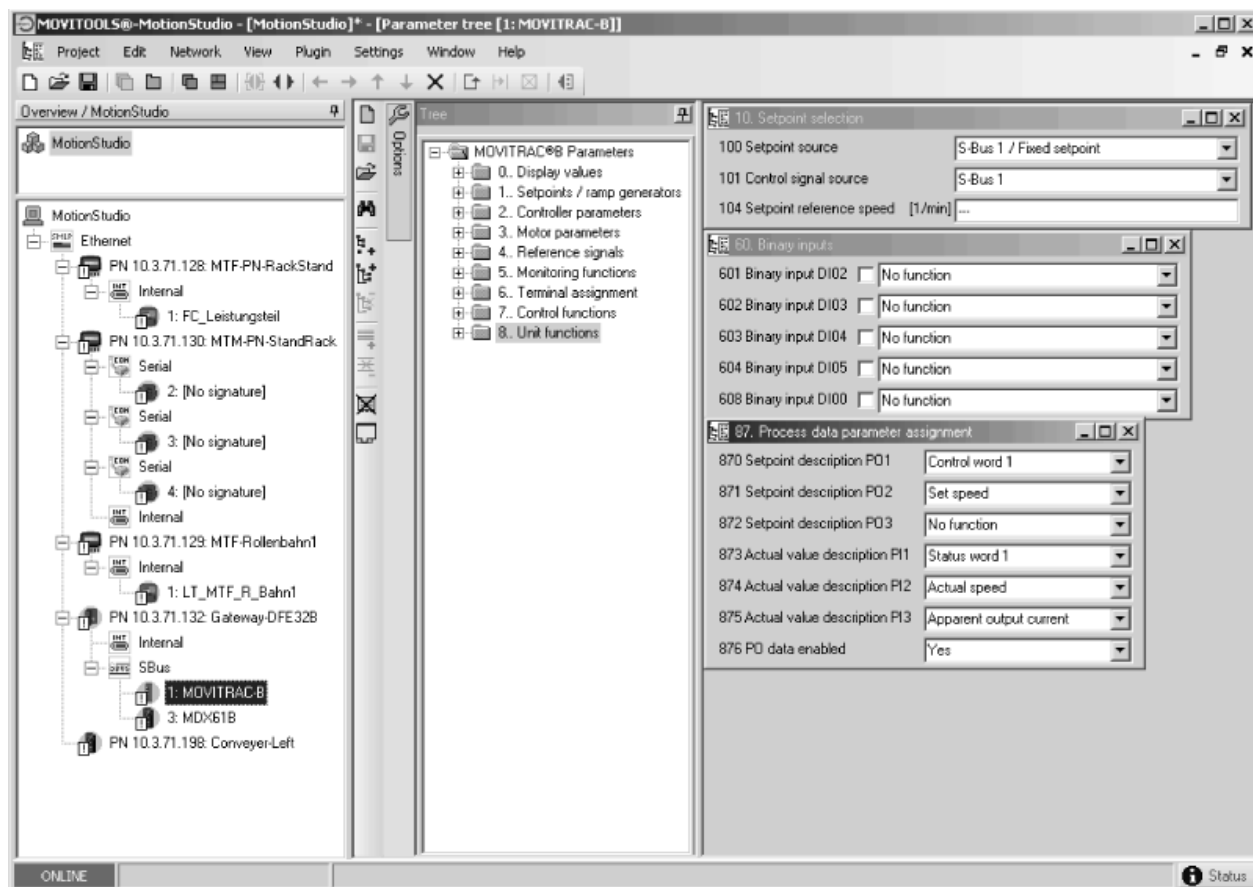 MOVITOOLS®-MotionStudio - [MotionStudio]* - [Parameter tree [1: MOVITRAC-B]]
Project Edit Network View Plugin Settings Window Help
Overview / MotionStudio
MotionStudio
MotionStudio
Ethernet
PN 10.3.71.128: MTF-PN-RackStand
Internal
1: FC_Leistungsteil
PN 10.3.71.130: MTM-PN-StandRack
Serial
2: [No signature]
Serial
3: [No signature]
Serial
4: [No signature]
Internal
PN 10.3.71.129: MTF-Rollenbahn1
Internal
1: LT_MTF_R_Bahn1
PN 10.3.71.132: Gateway-DFE32B
Internal
SBus
1: MOVITRAC-B
3: MDX61B
PN 10.3.71.198: Conveyer-Left
Options
Tree
MOVITRAC®B Parameters
0.. Display values
1.. Setpoints / ramp generators
2.. Controller parameters
3.. Motor parameters
4.. Reference signals
5.. Monitoring functions
6.. Terminal assignment
7.. Control functions
8.. Unit functions
10. Setpoint selection
100 Setpoint source S-Bus 1 / Fixed setpoint
101 Control signal source S-Bus 1
104 Setpoint reference speed [1/min] ---
60. Binary inputs
601 Binary input DI02 No function
602 Binary input DI03 No function
603 Binary input DI04 No function
604 Binary input DI05 No function
608 Binary input DI00 No function
87. Process data parameter assignment
870 Setpoint description PO1 Control word 1
871 Setpoint description PO2 Set speed
872 Setpoint description PO3 No function
873 Actual value description PI1 Status word 1
874 Actual value description PI2 Actual speed
875 Actual value description PI3 Apparent output current
876 PO data enabled Yes
ONLINE
Status